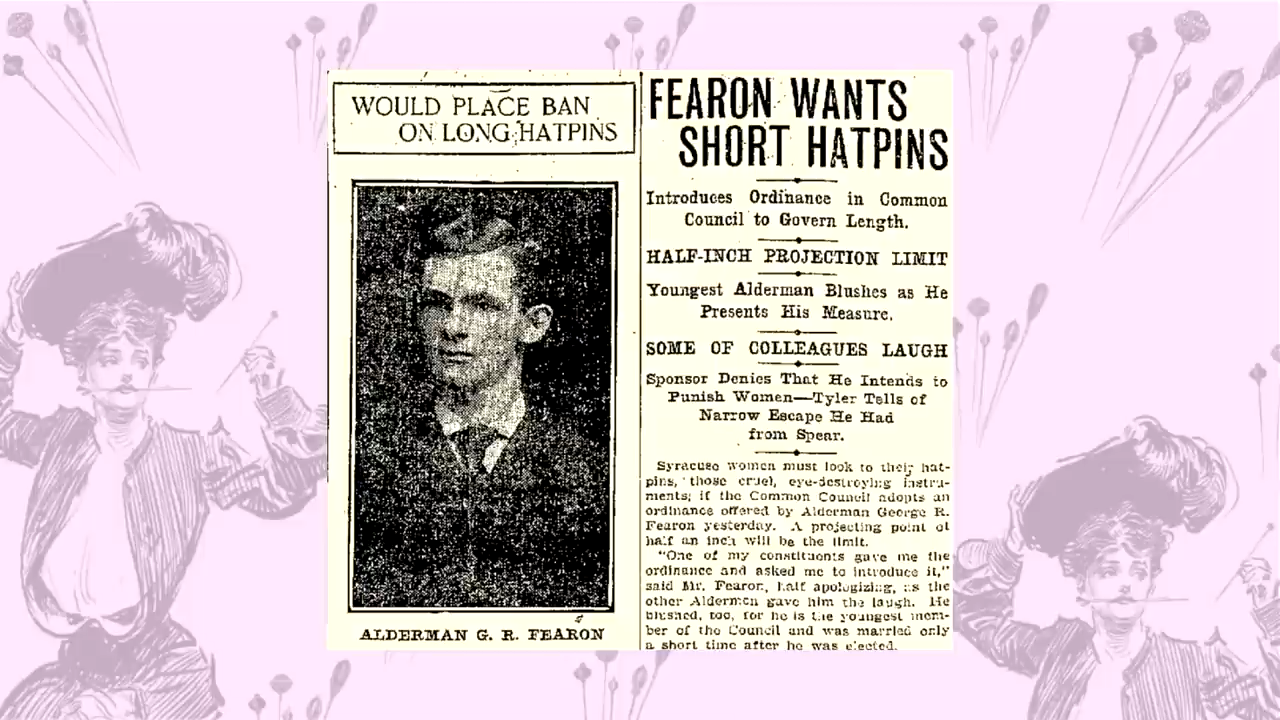 WOULD PLACE BAN
ON LONG HATPINS
ALDERMAN G. R. FEARON
FEARON WANTS
SHORT HATPINS
Introduces Ordinance in Common
Council to Govern Length.
HALF-INCH PROJECTION LIMIT
Youngest Alderman Blushes as He
Presents His Measure.
SOME OF COLLEAGUES LAUGH
Sponsor Denies That He Intends to
Punish Women—Tyler Tells of
Narrow Escape He Had
from Spear.
Syracuse women must look to their hat-
pins, those cruel, eye-destroying instru-
ments; if the Common Council adopts an
ordinance offered by Alderman George R.
Fearon yesterday. A projecting point of
half an inch will be the limit.
"One of my constituents gave me the
ordinance and asked me to introduce it,"
said Mr. Fearon, half apologizing, as the
other Aldermen gave him the laugh. He
blushed, too, for he is the youngest mem-
ber of the Council and was married only
a short time after he was elected.